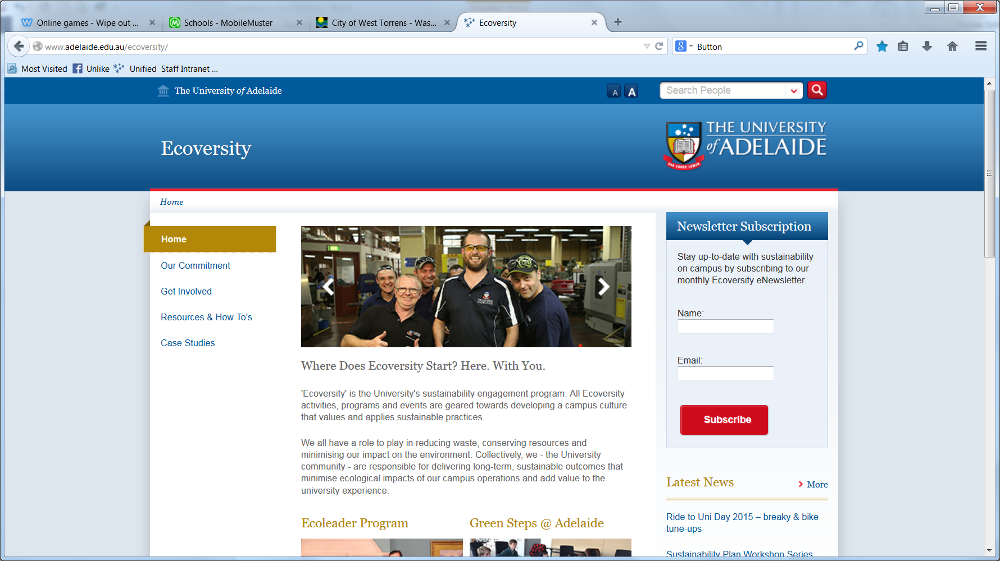 Online games - Wipe out ...
Schools - MobileMuster
City of West Torrens - Was...
Ecoversity
www.adelaide.edu.au/ecoversity/
8
Button
Most Visited
Unlike
Unified
Staff Intranet ...
The University of Adelaide
A
A
Search People
Ecoversity
THE UNIVERSITY
of ADELAIDE
SUB CRUCE LUMEN
Home
Home
Our Commitment
Get Involved
Resources & How To's
Case Studies
Where Does Ecoversity Start? Here. With You.
'Ecoversity' is the University's sustainability engagement program. All Ecoversity
activities, programs and events are geared towards developing a campus culture
that values and applies sustainable practices.
We all have a role to play in reducing waste, conserving resources and
minimising our impact on the environment. Collectively, we - the University
community - are responsible for delivering long-term, sustainable outcomes that
minimise ecological impacts of our campus operations and add value to the
university experience.
Ecoleader Program
Green Steps @ Adelaide
Newsletter Subscription
Stay up-to-date with sustainability
on campus by subscribing to our
monthly Ecoversity eNewsletter.
Name:
Email:
Subscribe
Latest News
More
Ride to Uni Day 2015 – breaky & bike
tune-ups
Sustainability Plan Workshop Series